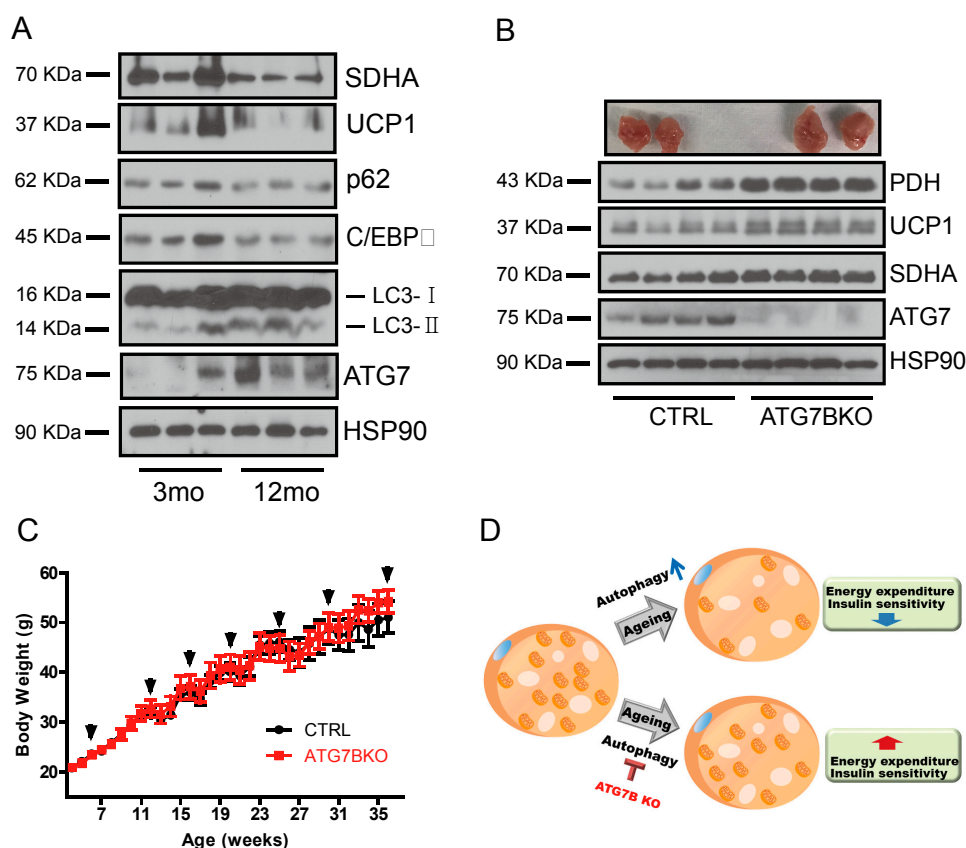 A
70 KDa
SDHA
37 KDa
UCP1
62 KDa
p62
45 KDa
C/EBP□
16 KDa
LC3-Ⅰ
14 KDa
LC3-Ⅱ
75 KDa
ATG7
90 KDa
HSP90
3mo 12mo
B
43 KDa
PDH
37 KDa
UCP1
70 KDa
SDHA
75 KDa
ATG7
90 KDa
HSP90
CTRL ATG7BKO
C
Body Weight (g)
60
50
40
30
20
CTRL
ATG7BKO
7 11 15 19 23 27 31 35
Age (weeks)
D
Autophagy
Ageing
Energy expenditure
Insulin sensitivity
Ageing
Autophagy
ATG7B KO
Energy expenditure
Insulin sensitivity